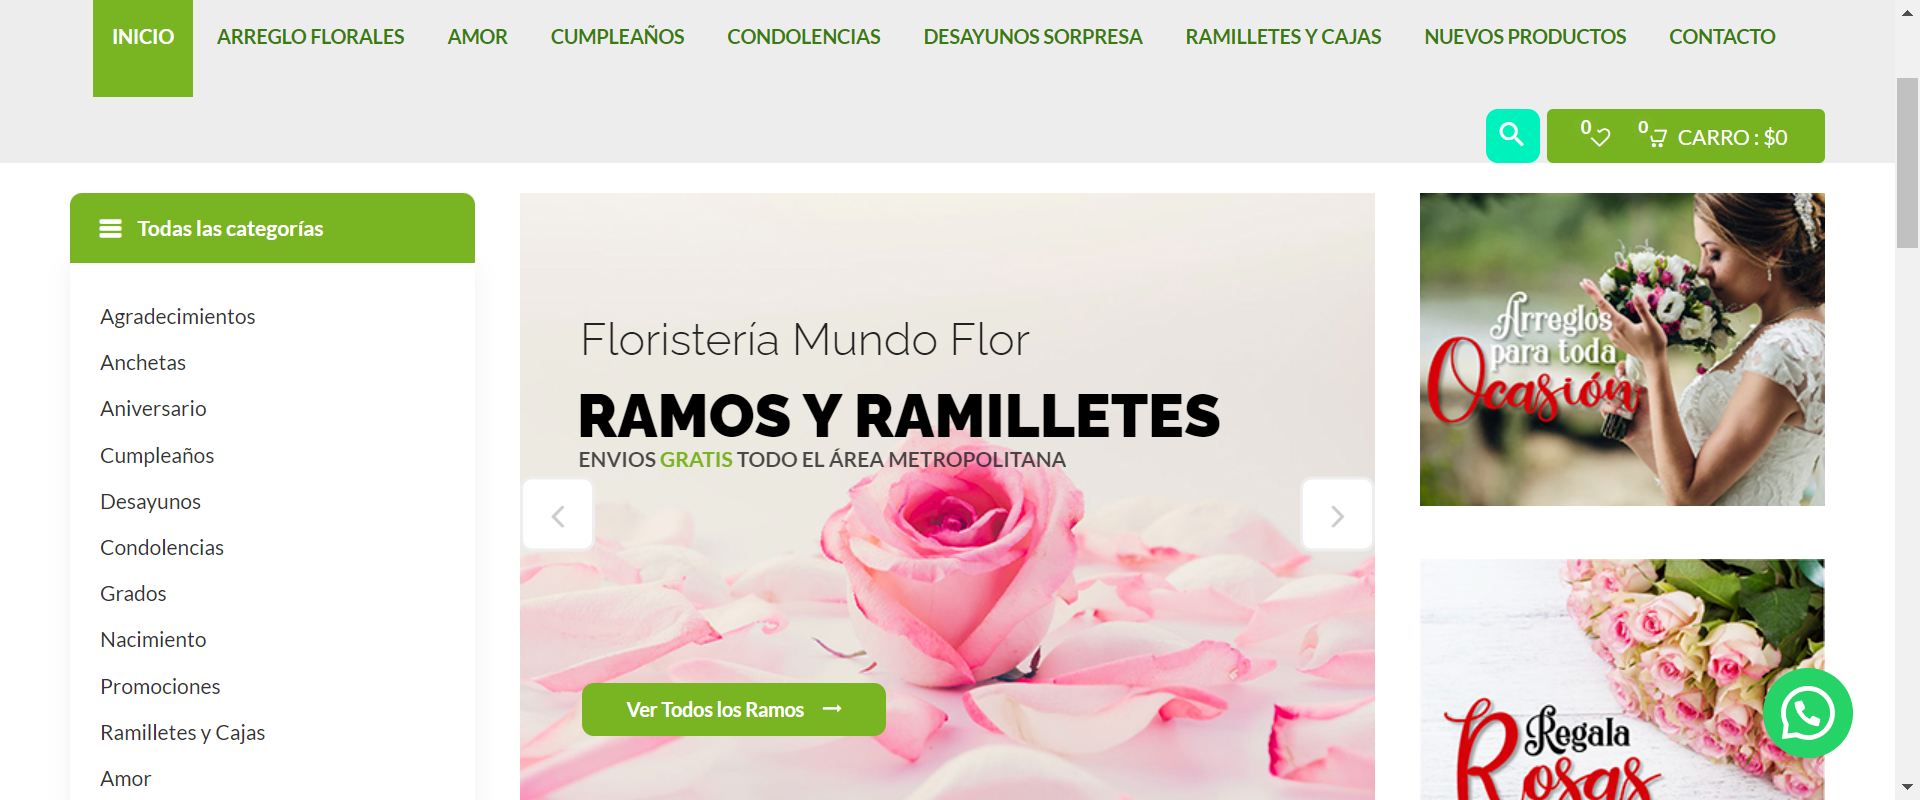 INICIO
ARREGLO FLORALES
AMOR
CUMPLEAÑOS
CONDOLENCIAS
DESAYUNOS SORPRESA
RAMILLETES Y CAJAS
NUEVOS PRODUCTOS
CONTACTO
0
0
CARRO : $0
Todas las categorías
Agradecimientos
Anchetas
Aniversario
Cumpleaños
Desayunos
Condolencias
Grados
Nacimiento
Promociones
Ramilletes y Cajas
Amor
Floristería Mundo Flor
RAMOS Y RAMILLETES
ENVIOS GRATIS TODO EL ÁREA METROPOLITANA
Ver Todos los Ramos
Arreglos
para toda
Ocasión
Regala
Rosas